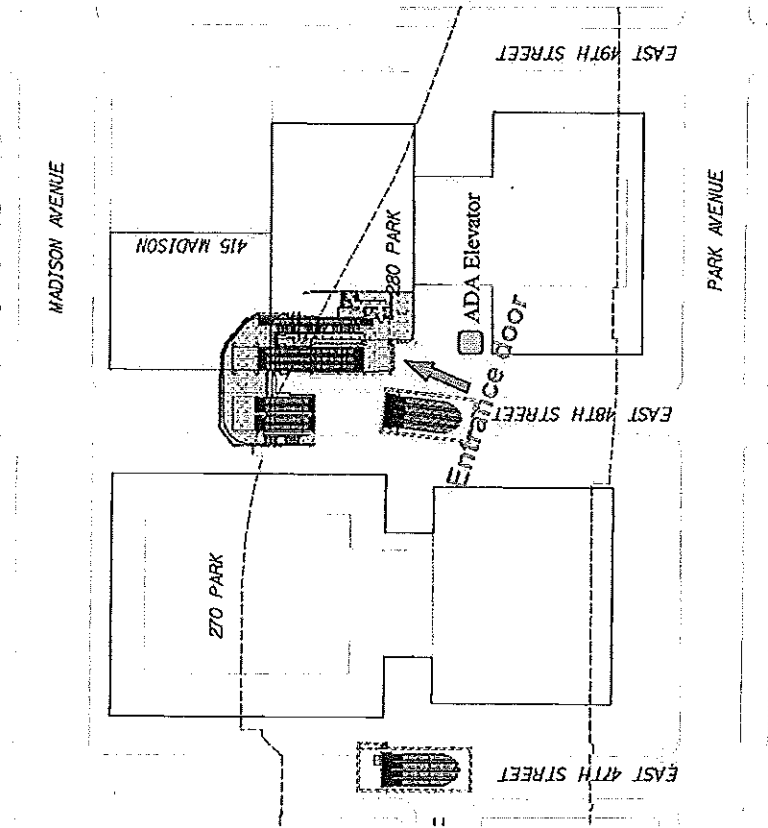 EAST 49TH STREET
MADISON AVENUE
PARK AVENUE
415 MADISON
280 PARK
ADA Elevator
Entrance door
EAST 48TH STREET
270 PARK
EAST 47TH STREET